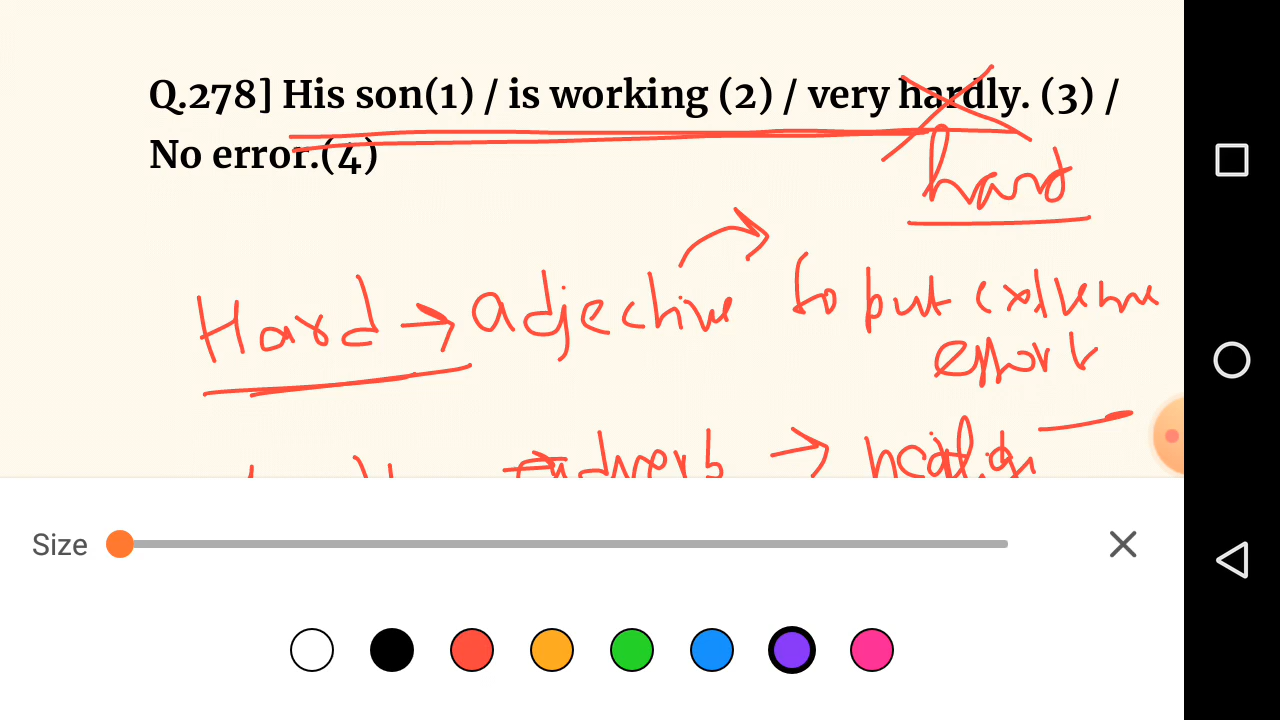 Q.278] His son(1) / is working (2) / very hardly. (3) /
No error.(4)
hard
Hard → adjective to put extreme
effort
adverb →
Size